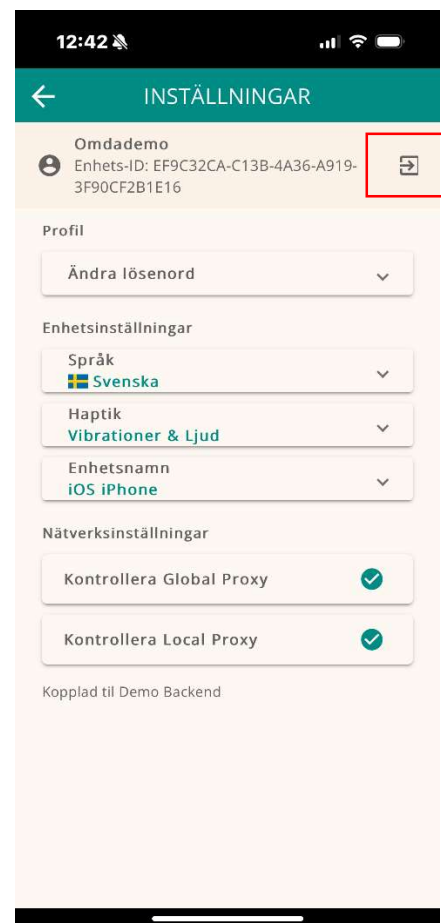 12:42
INSTÄLLNINGAR
Omdademo
Enhets-ID: EF9C32CA-C13B-4A36-A919-
3F90CF2B1E16
Profil
Ändra lösenord
Enhetsinställningar
Språk
Svenska
Haptik
Vibrationer & Ljud
Enhetsnamn
iOS iPhone
Nätverksinställningar
Kontrollera Global Proxy
Kontrollera Local Proxy
Kopplad til Demo Backend